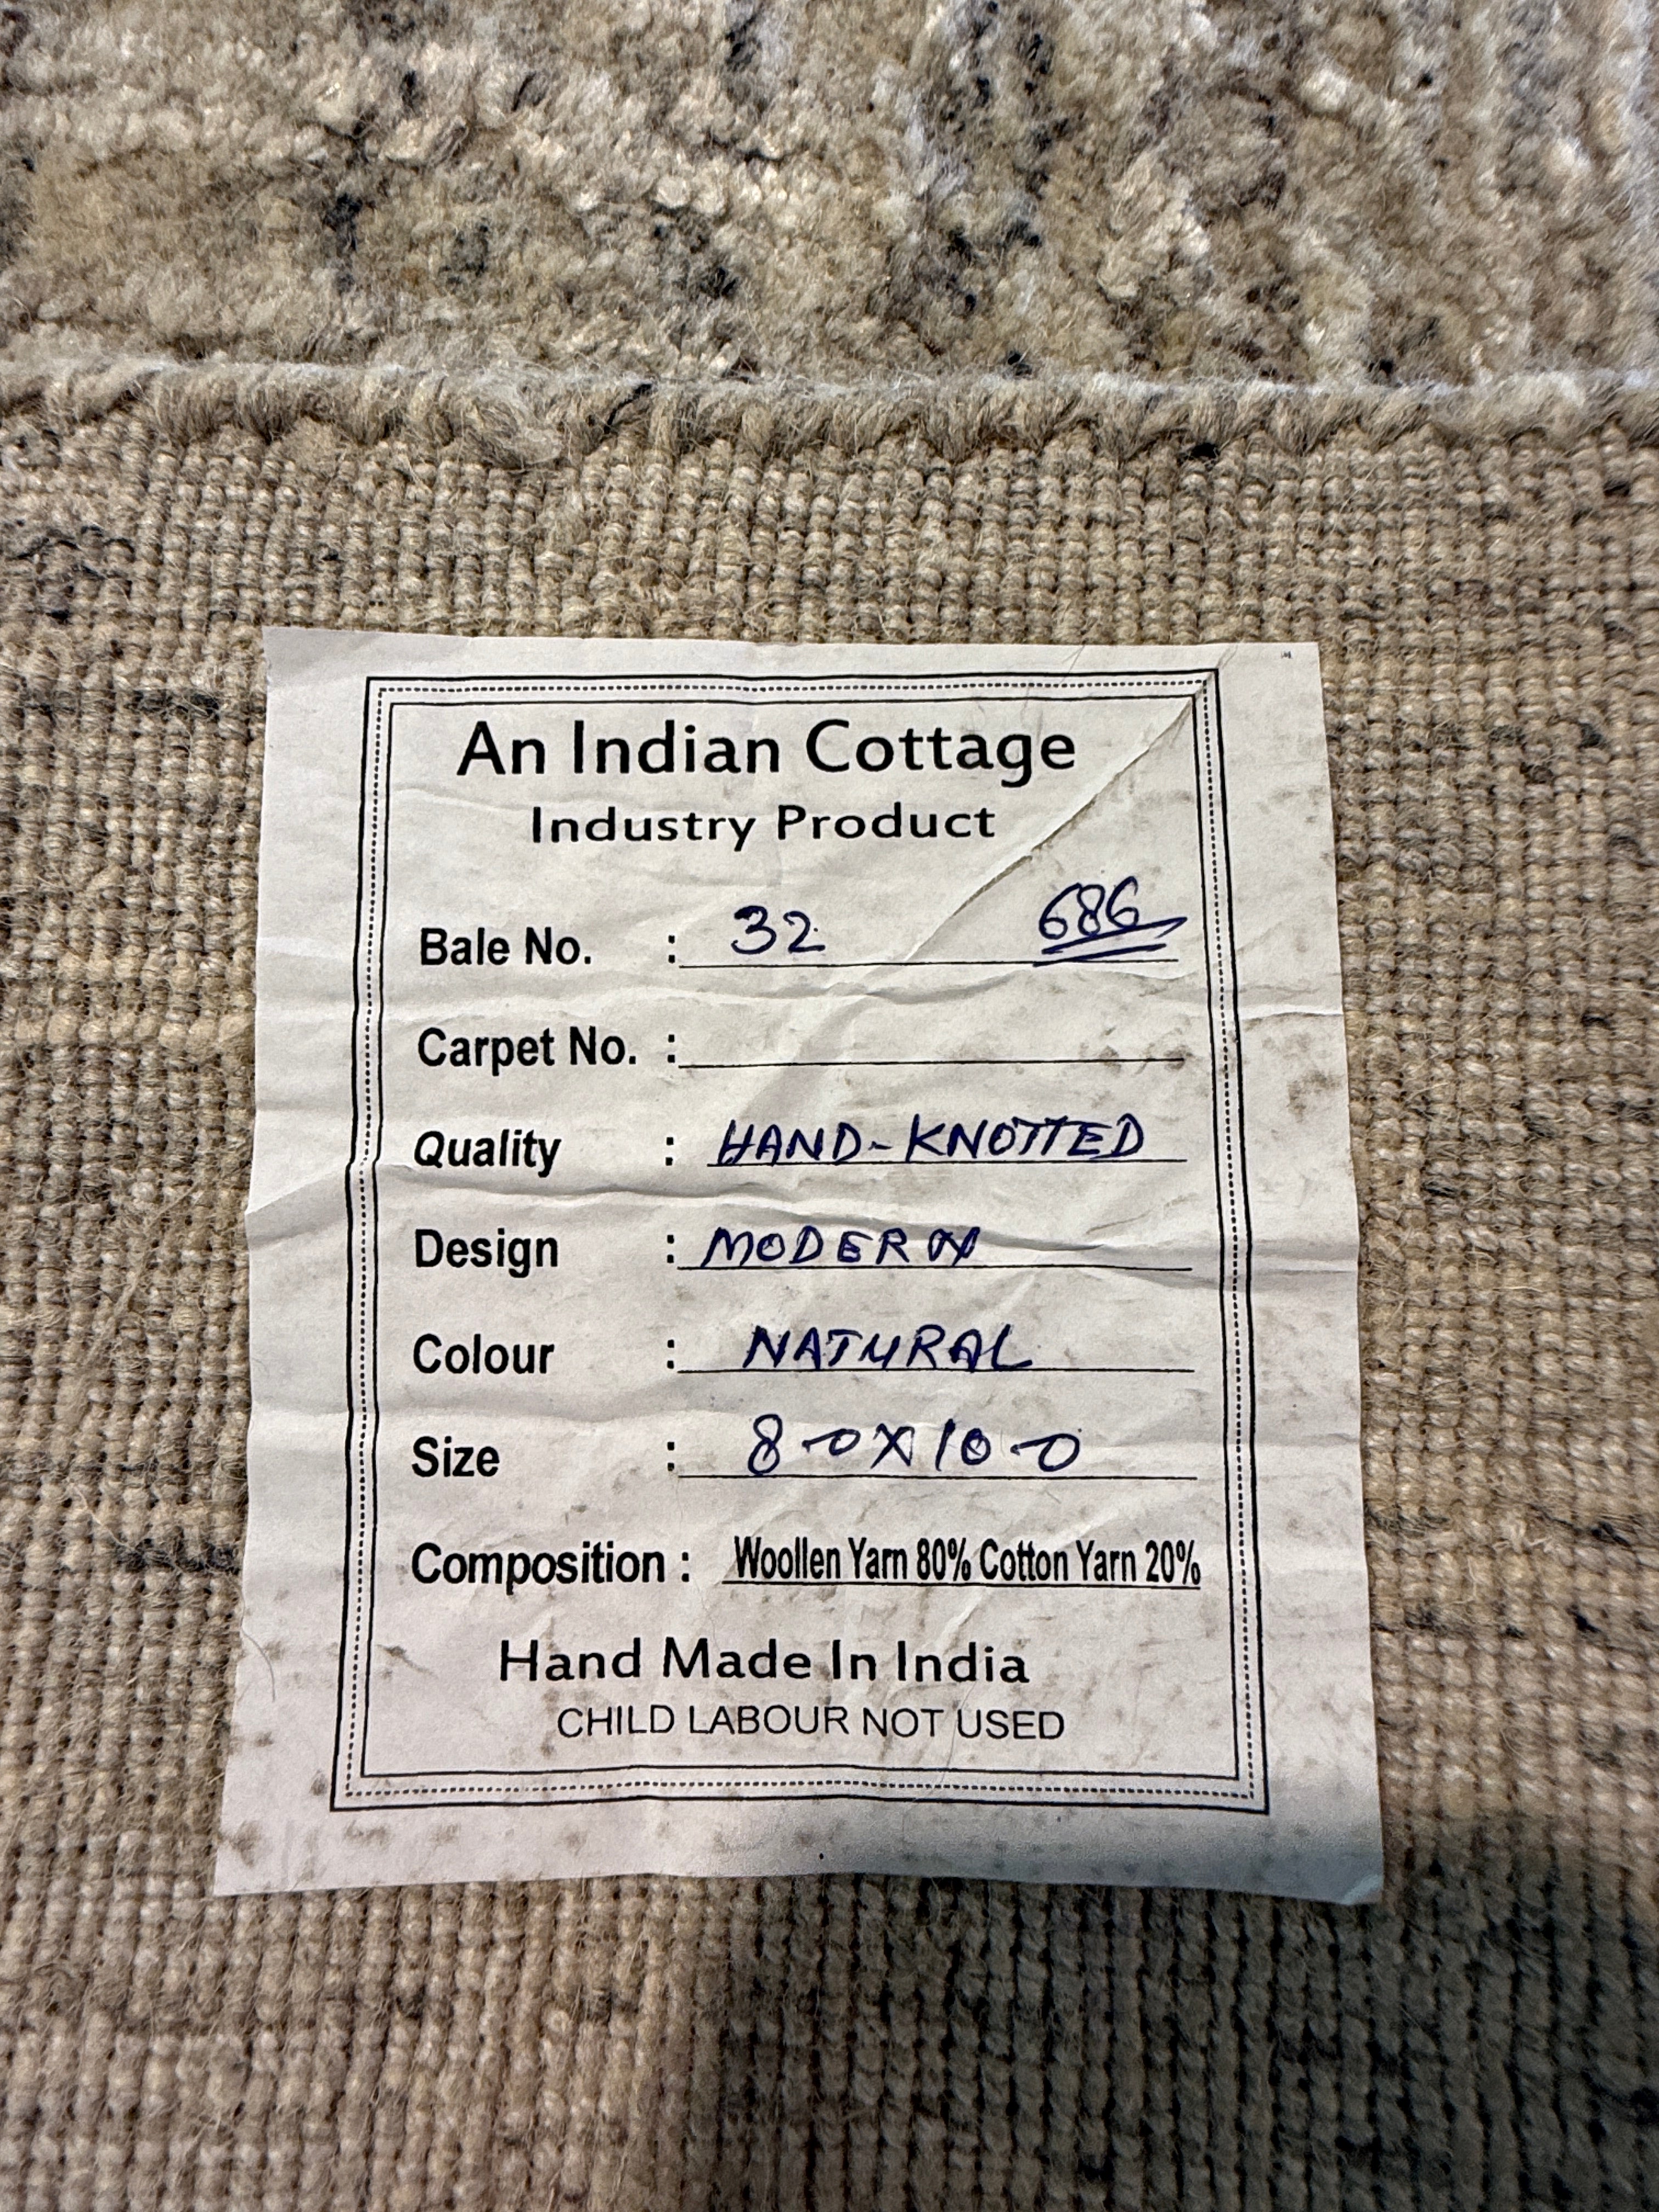 An Indian Cottage
Industry Product
Bale No. : 32 686
Carpet No. :
Quality : HAND-KNOTTED
Design : MODERN
Colour : NATURAL
Size : 8-0X10-0
Composition : Woollen Yarn 80% Cotton Yarn 20%
Hand Made In India
CHILD LABOUR NOT USED